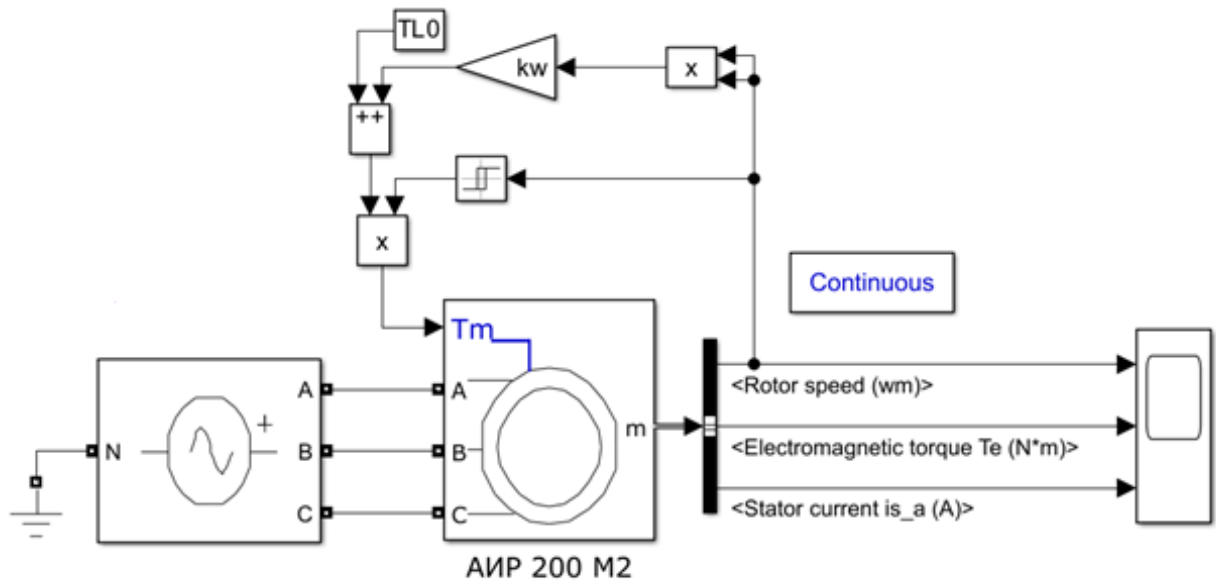 TL0
kw
x
++
x
Continuous
Tm
A
A
<Rotor speed (wm)>
N
+
B
B
m
<Electromagnetic torque Te (N*m)>
C
C
<Stator current is_a (A)>
АИР 200 М2